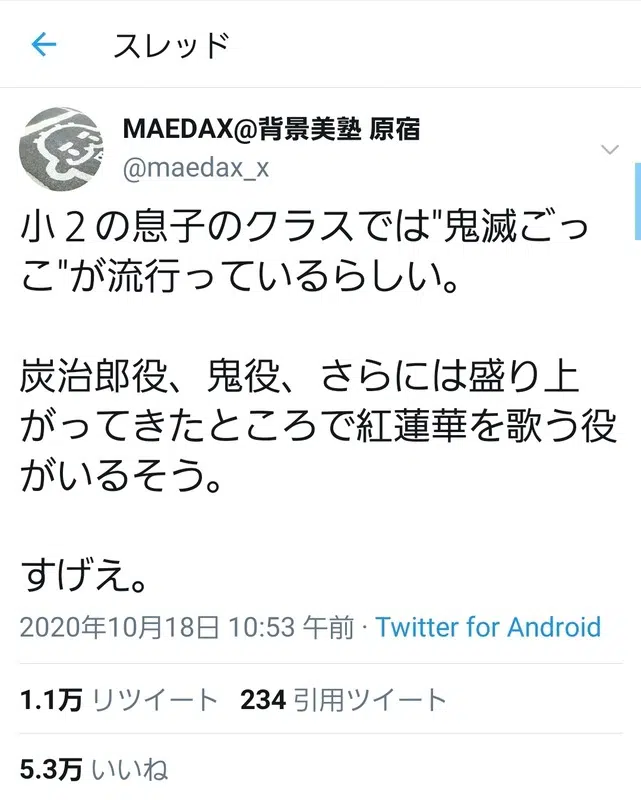 スレッド
MAEDAX@背景美塾 原宿
@maedax_x
小２の息子のクラスでは"鬼滅ごっ
こ"が流行っているらしい。
炭治郎役、鬼役、さらには盛り上
がってきたところで紅蓮華を歌う役
がいるそう。
すげえ。
2020年10月18日 10:53 午前 · Twitter for Android
1.1万 リツイート 234 引用ツイート
5.3万 いいね